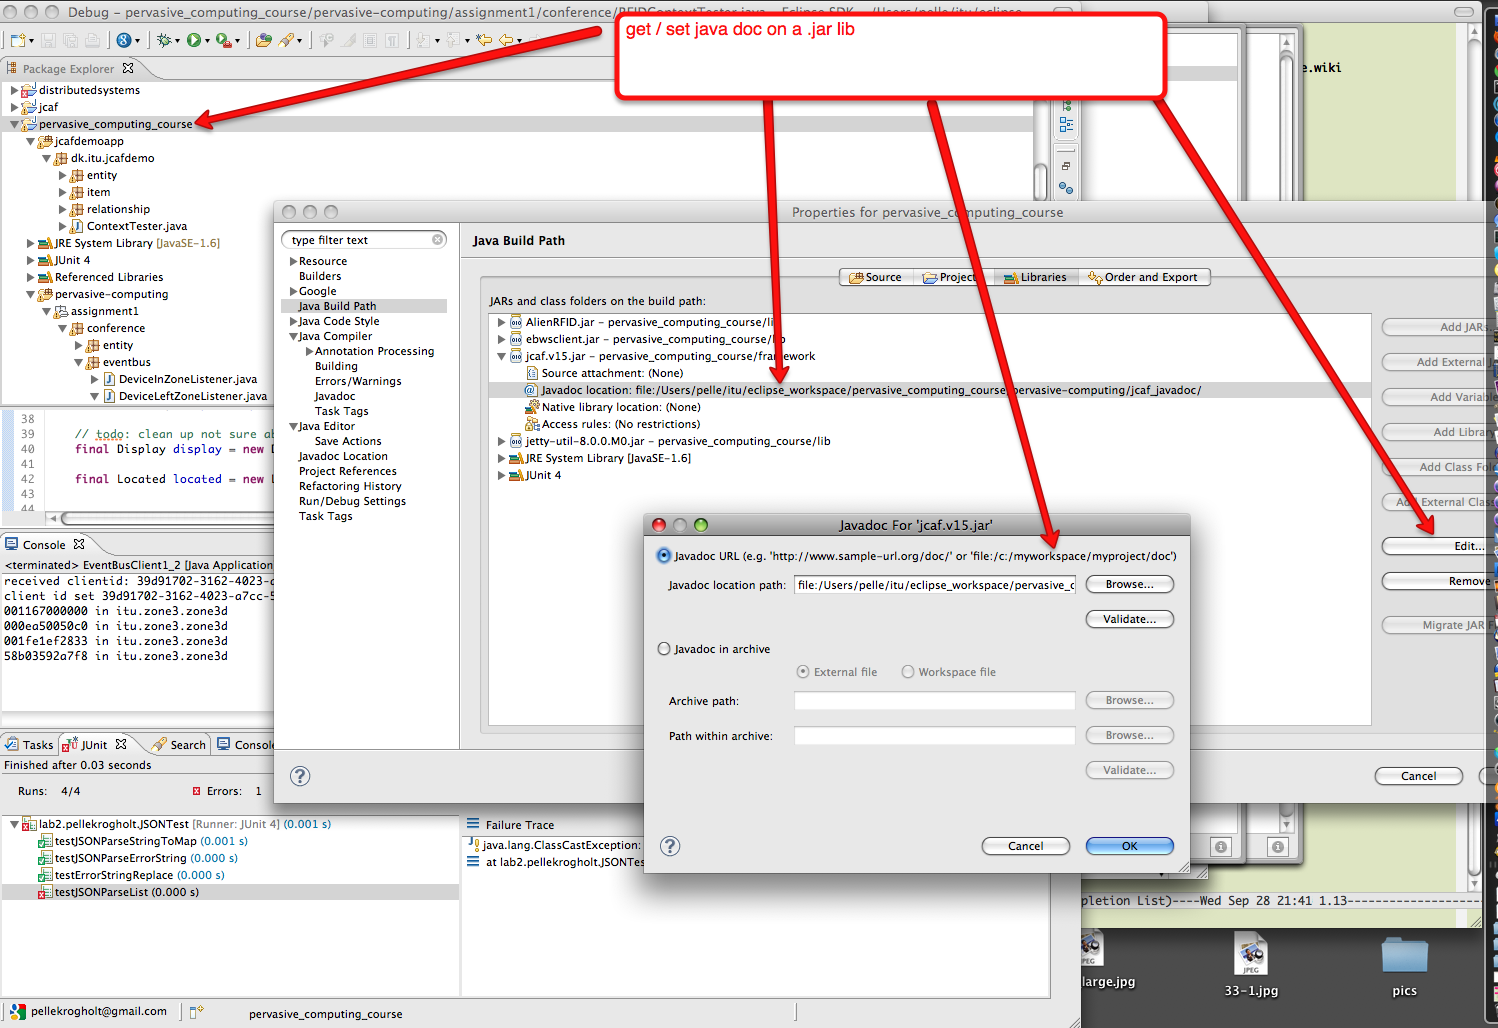 Debug - pervasive_computing_course/pervasive-computing/assignment1/conference/RFIDContextTester.java - Eclipse SDK - /Users/pelle/itu/eclipse
get / set java doc on a .jar lib
e.wiki
Package Explorer
distributedsystems
jcaf
pervasive_computing_course
jcafdemoapp
dk.itu.jcafdemo
entity
item
relationship
ContextTester.java
JRE System Library [JavaSE-1.6]
JUnit 4
Referenced Libraries
pervasive-computing
assignment1
conference
entity
eventbus
DeviceInZoneListener.java
DeviceLeftZoneListener.java
38
39 // todo: clean up not sure ab
40 final Display display = new
41
42 final Located located = new
43
44
Console
<terminated> EventBusClient1_2 [Java Application
received clientid: 39d91702-3162-4023-
client id set 39d91702-3162-4023-a7cc-5
001167000000 in itu.zone3.zone3d
000ea50050c0 in itu.zone3.zone3d
001fe1ef2833 in itu.zone3.zone3d
58b03592a7f8 in itu.zone3.zone3d
Tasks JUnit Search Conso
Finished after 0.03 seconds
Runs: 4/4 Errors: 1
lab2.pellekrogholt.JSONTest [Runner: JUnit 4] (0.001 s)
testJSONParseStringToMap (0.001 s)
testJSONParseErrorString (0.000 s)
testErrorStringReplace (0.000 s)
testJSONParseList (0.000 s)
Failure Trace
java.lang.ClassCastException:
at lab2.pellekrogholt.JSONTes
pellekrogholt@gmail.com
pervasive_computing_course
Properties for pervasive_computing_course
type filter text
Resource
Builders
Google
Java Build Path
Java Code Style
Java Compiler
Annotation Processing
Building
Errors/Warnings
Javadoc
Task Tags
Java Editor
Save Actions
Javadoc Location
Project References
Refactoring History
Run/Debug Settings
Task Tags
Java Build Path
Source Project Libraries Order and Export
JARs and class folders on the build path:
AlienRFID.jar - pervasive_computing_course/li
ebwsclient.jar - pervasive_computing_course/lib
jcaf.v15.jar - pervasive_computing_course/framework
Source attachment: (None)
Javadoc location: file:/Users/pelle/itu/eclipse_workspace/pervasive_computing_course/pervasive-computing/jcaf_javadoc/
Native library location: (None)
Access rules: (No restrictions)
jetty-util-8.0.0.M0.jar - pervasive_computing_course/lib
JRE System Library [JavaSE-1.6]
JUnit 4
Add JARs.
Add External J
Add Variable
Add Library
Add Class Fol
Add External Class
Edit...
Remove
Migrate JAR F
Cancel
Javadoc For 'jcaf.v15.jar'
Javadoc URL (e.g. 'http://www.sample-url.org/doc/' or 'file:/c:/myworkspace/myproject/doc')
Javadoc location path: file:/Users/pelle/itu/eclipse_workspace/pervasive_c Browse...
Validate...
Javadoc in archive
External file Workspace file
Archive path: Browse...
Path within archive: Browse...
Validate...
Cancel OK
pletion List)----Wed Sep 28 21:41 1.13
large.jpg
JPEG
33-1.jpg
pics